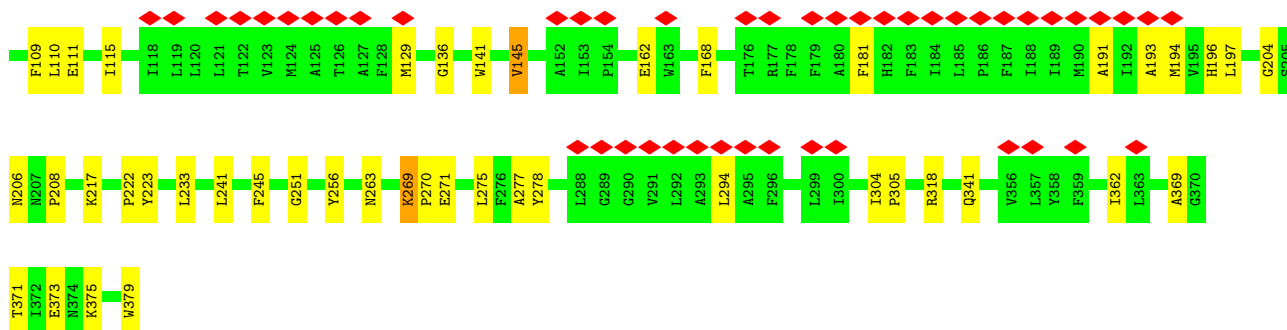 F109 L110 E111 I115 I118 L119 L120 L121 T122 V123 M124 A125 T126 A127 F128 M129 G136 W141 V145 A152 I153 P154 E162 W163 F168 T176 R177 F178 F179 A180 F181 H182 F183 I184 L185 P186 F187 I188 I189 M190 A191 I192 A193 M194 V195 H196 L197 G204 S205
N206 N207 P208 K217 P222 Y223 L233 L241 F245 G251 Y256 N263 K269 P270 E271 L275 F276 A277 Y278 L288 G289 G290 V291 L292 A293 L294 A295 F296 L299 I300 I304 P305 R318 Q341 V356 L357 Y358 F359 I362 L363 A369 G370
T371 I372 E373 N374 K375 W379